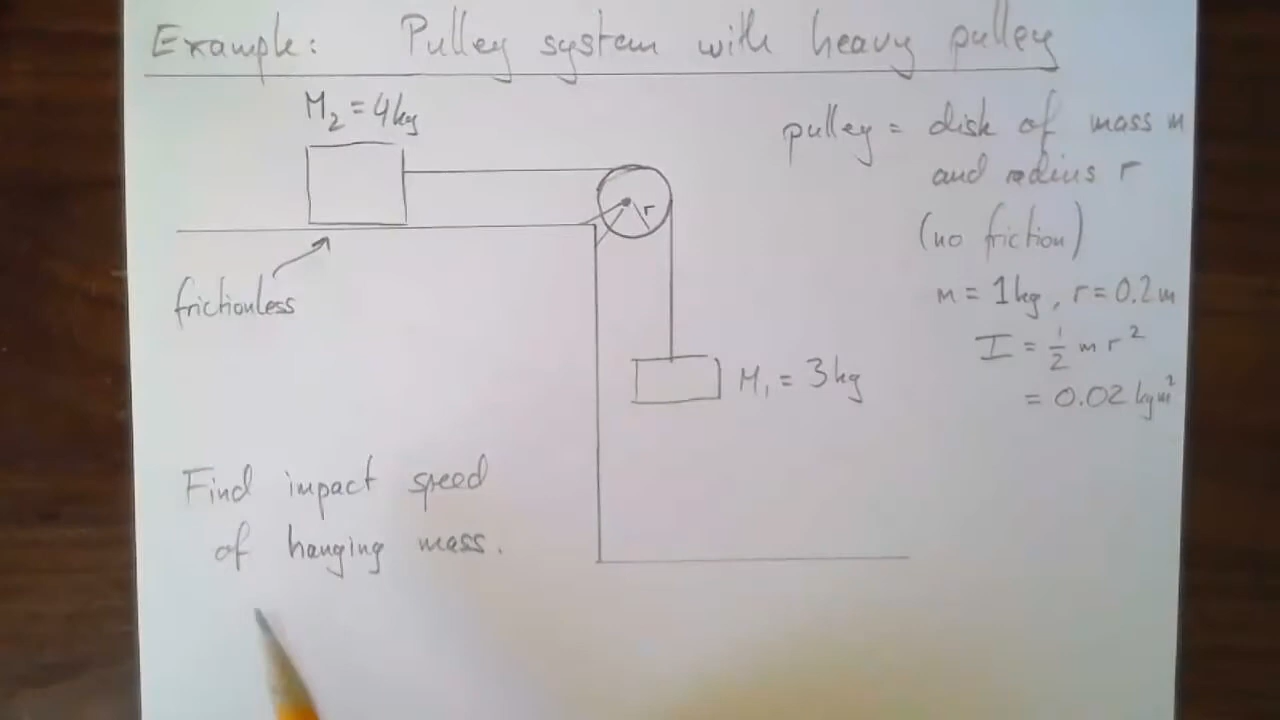 Example: Pulley system with heavy pulley
M₂ = 4kg
pulley = disk of mass m
and radius r
(no friction)
r
frictionless
m = 1kg, r = 0.2m
I = ½ m r²
= 0.02 kgm²
M₁ = 3kg
Find impact speed
of hanging mass.